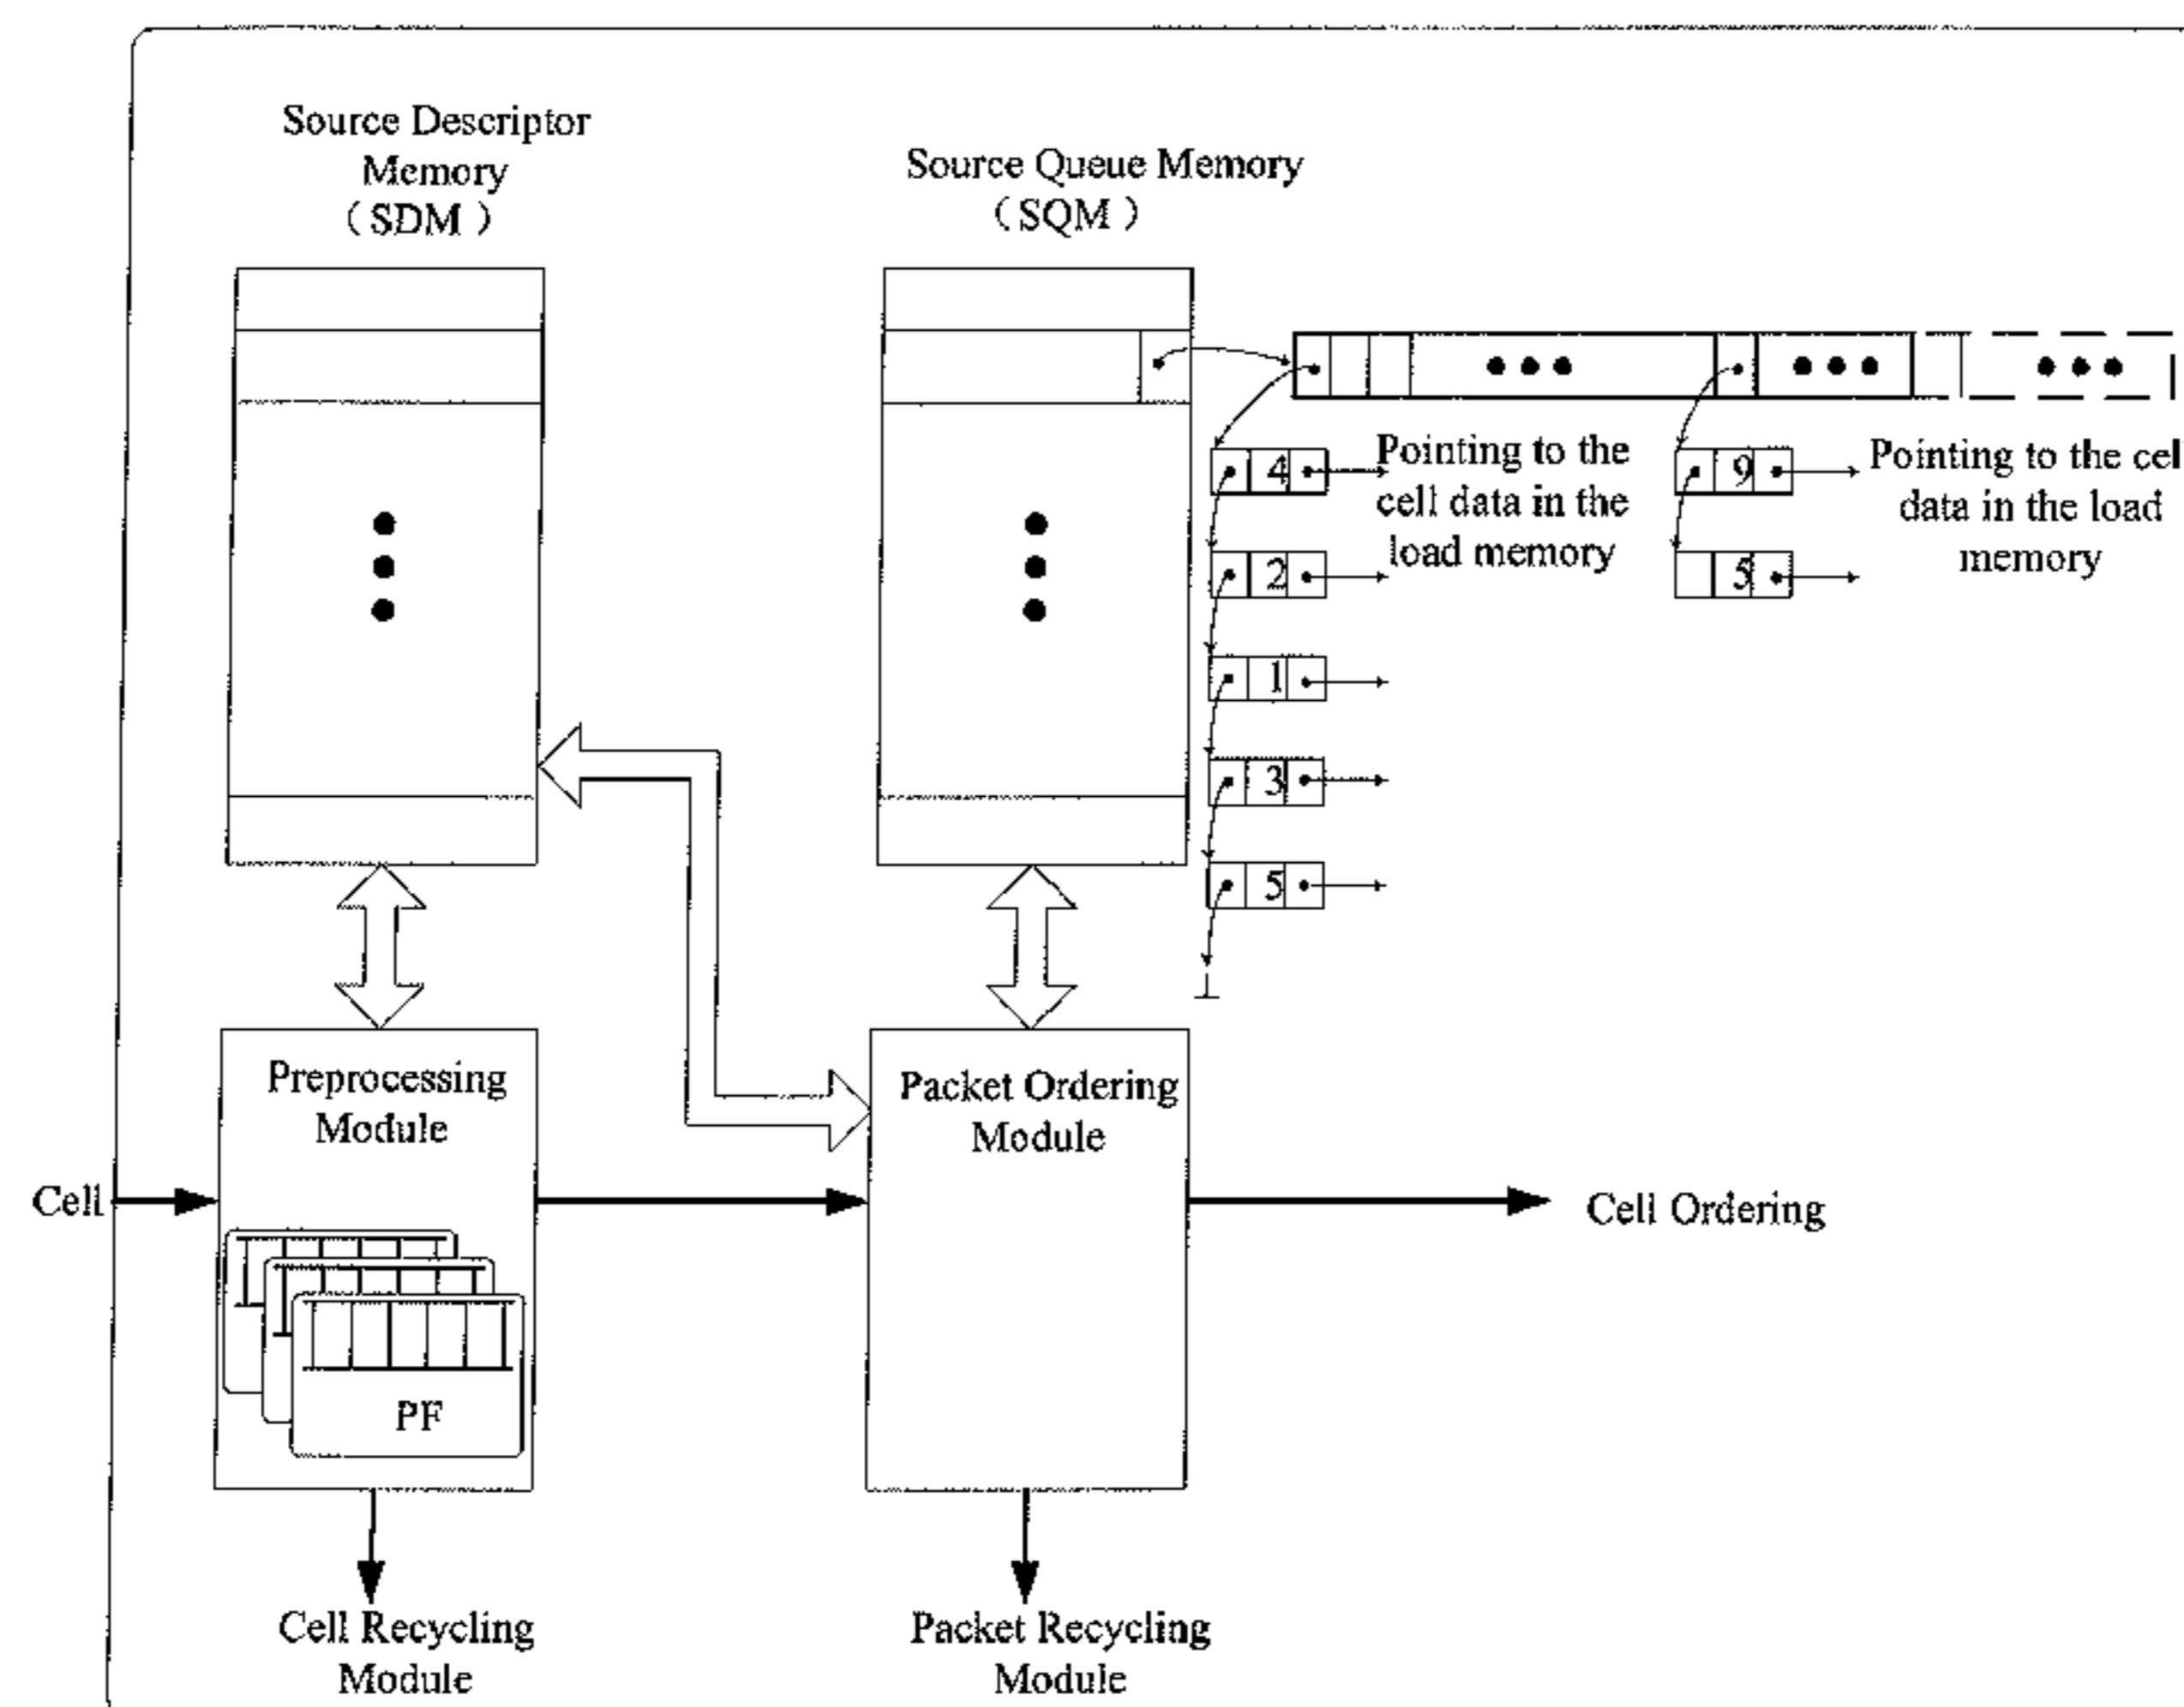 Source Descriptor
Memory
（SDM）
Source Queue Memory
（SQM）
4
Pointing to the
cell data in the
load memory
9
Pointing to the cel
data in the load
memory
2
5
1
3
5
Preprocessing
Module
Packet Ordering
Module
Cell
Cell Ordering
PF
Cell Recycling
Module
Packet Recycling
Module